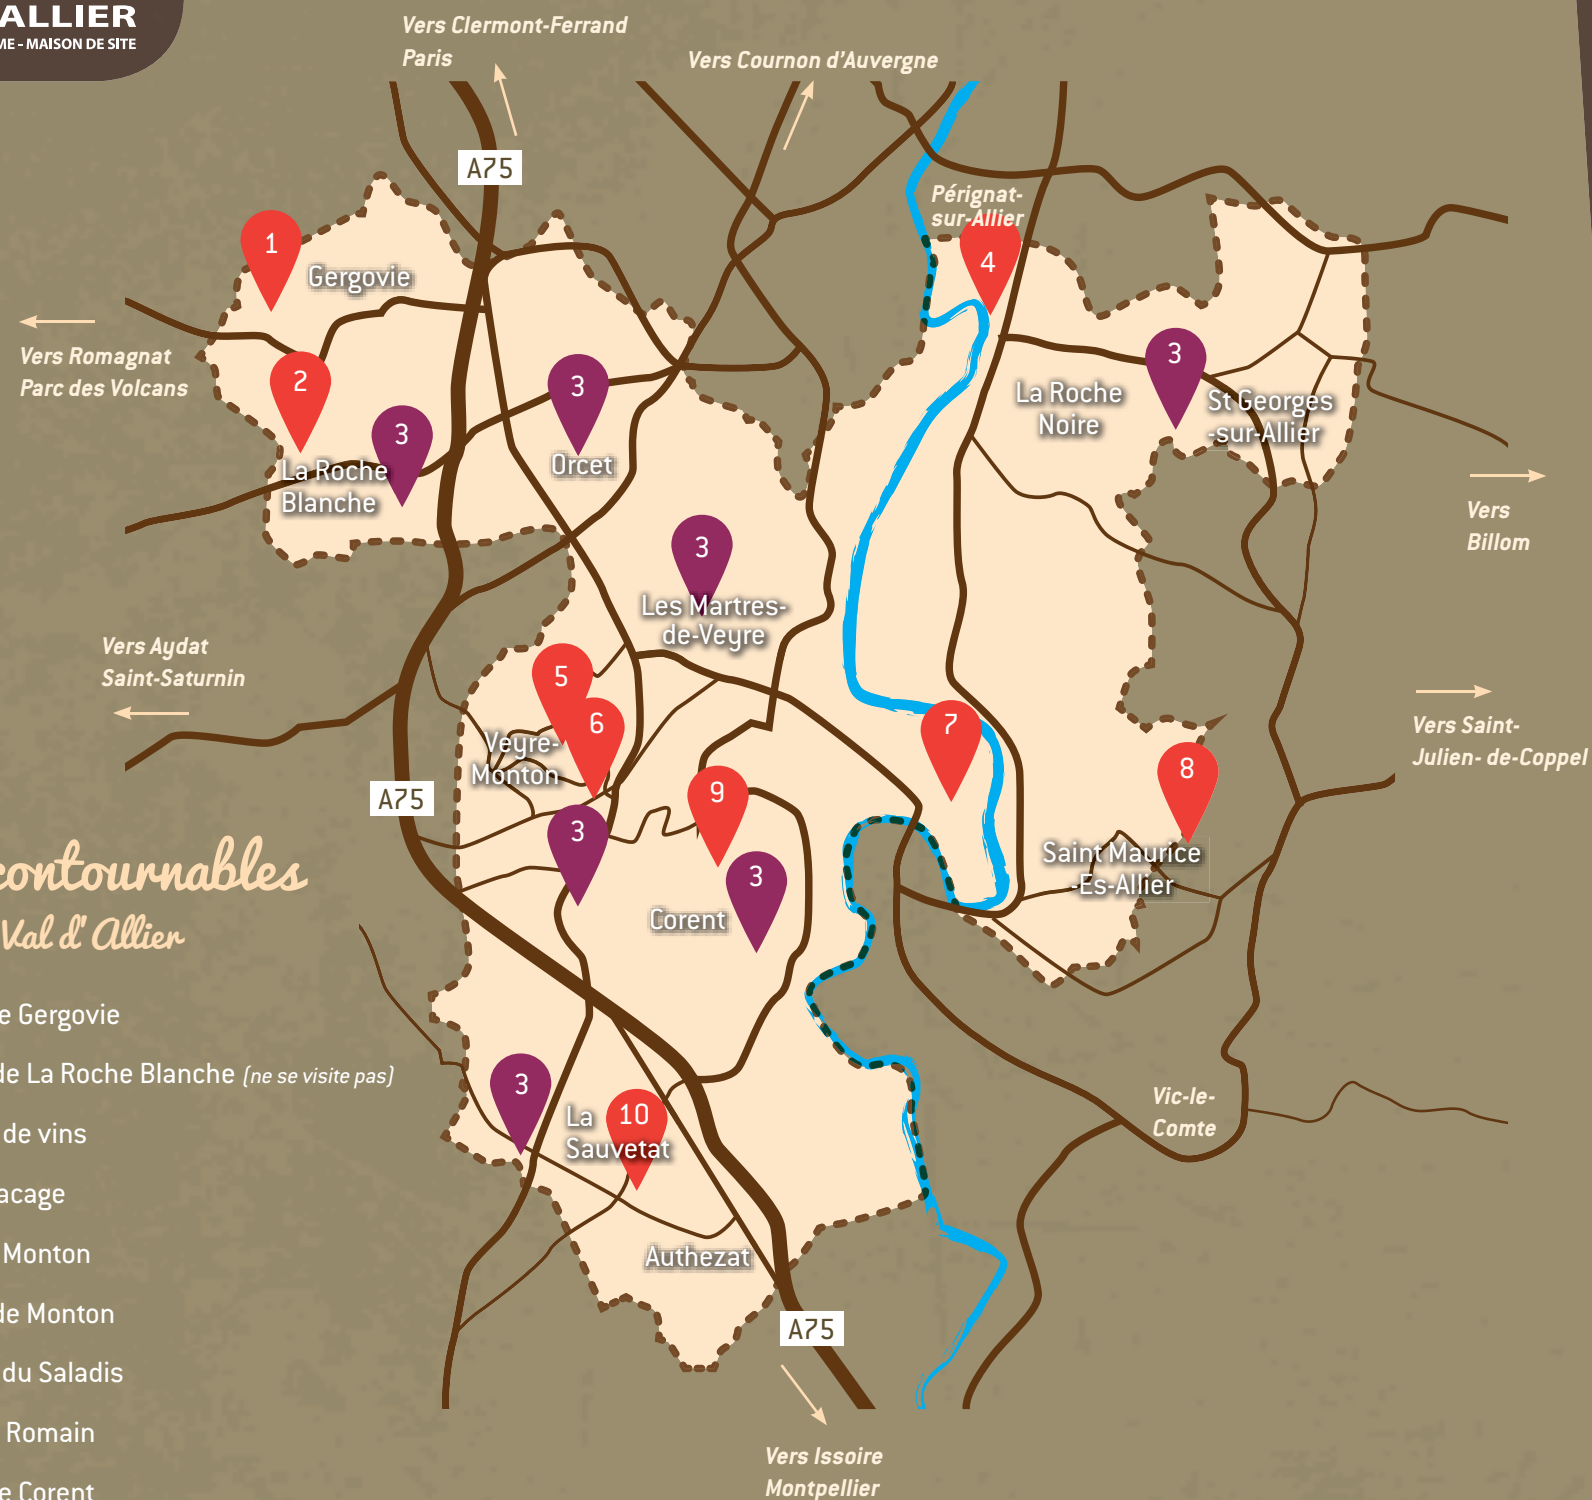 ALLIER
ME - MAISON DE SITE
Vers Clermont-Ferrand
Paris
Vers Cournon d'Auvergne
A75
Pérignat-
sur-Allier
1
Gergovie
4
Vers Romagnat
Parc des Volcans
2
3
3
3
La Roche
Noire
St Georges
-sur-Allier
La Roche
Blanche
Orcet
Vers
Billom
3
Les Martres-
de-Veyre
Vers Aydat
Saint-Saturnin
5
6
7
Veyre-
Monton
Vers Saint-
Julien- de-Coppel
8
A75
9
3
3
Saint Maurice
-Es-Allier
Corent
contournables
Val d'Allier
e Gergovie
de La Roche Blanche (ne se visite pas)
de vins
acage
Monton
de Monton
du Saladis
Romain
e Corent
3
10
La
Sauvetat
Vic-le-
Comte
Authezat
A75
Vers Issoire
Montpellier